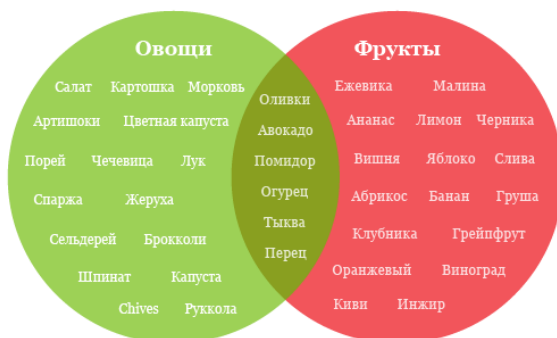 Овощи
Салат Картошка Морковь
Артишоки Цветная капуста
Порей Чечевица Лук
Спаржа Жеруха
Сельдерей Брокколи
Шпинат Капуста
Chives Руккола
Оливки
Авокадо
Помидор
Огурец
Тыква
Перец
Фрукты
Ежевика Малина
Ананас Лимон Черника
Вишня Яблоко Слива
Абрикос Банан Груша
Клубника Грейпфрут
Оранжевый Виноград
Киви Инжир